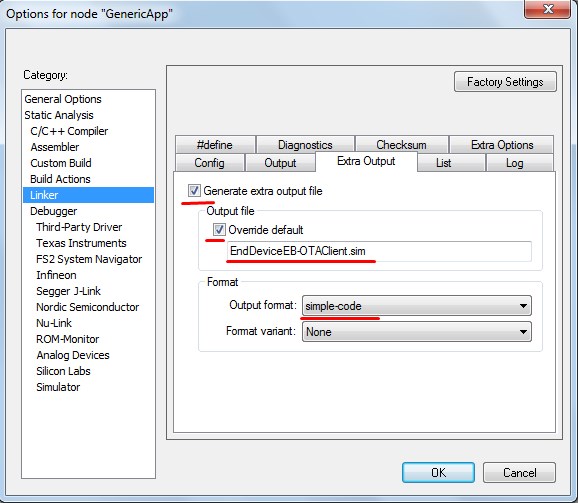 Options for node "GenericApp"
Category:
Factory Settings
General Options
Static Analysis
C/C++ Compiler
Assembler
Custom Build
Build Actions
Linker
Debugger
Third-Party Driver
Texas Instruments
FS2 System Navigator
Infineon
Segger J-Link
Nordic Semiconductor
Nu-Link
ROM-Monitor
Analog Devices
Silicon Labs
Simulator
#define Diagnostics Checksum Extra Options
Config Output Extra Output List Log
Generate extra output file
Output file
Override default
EndDeviceEB-OTAClient.sim
Format
Output format: simple-code
Format variant: None
OK Cancel